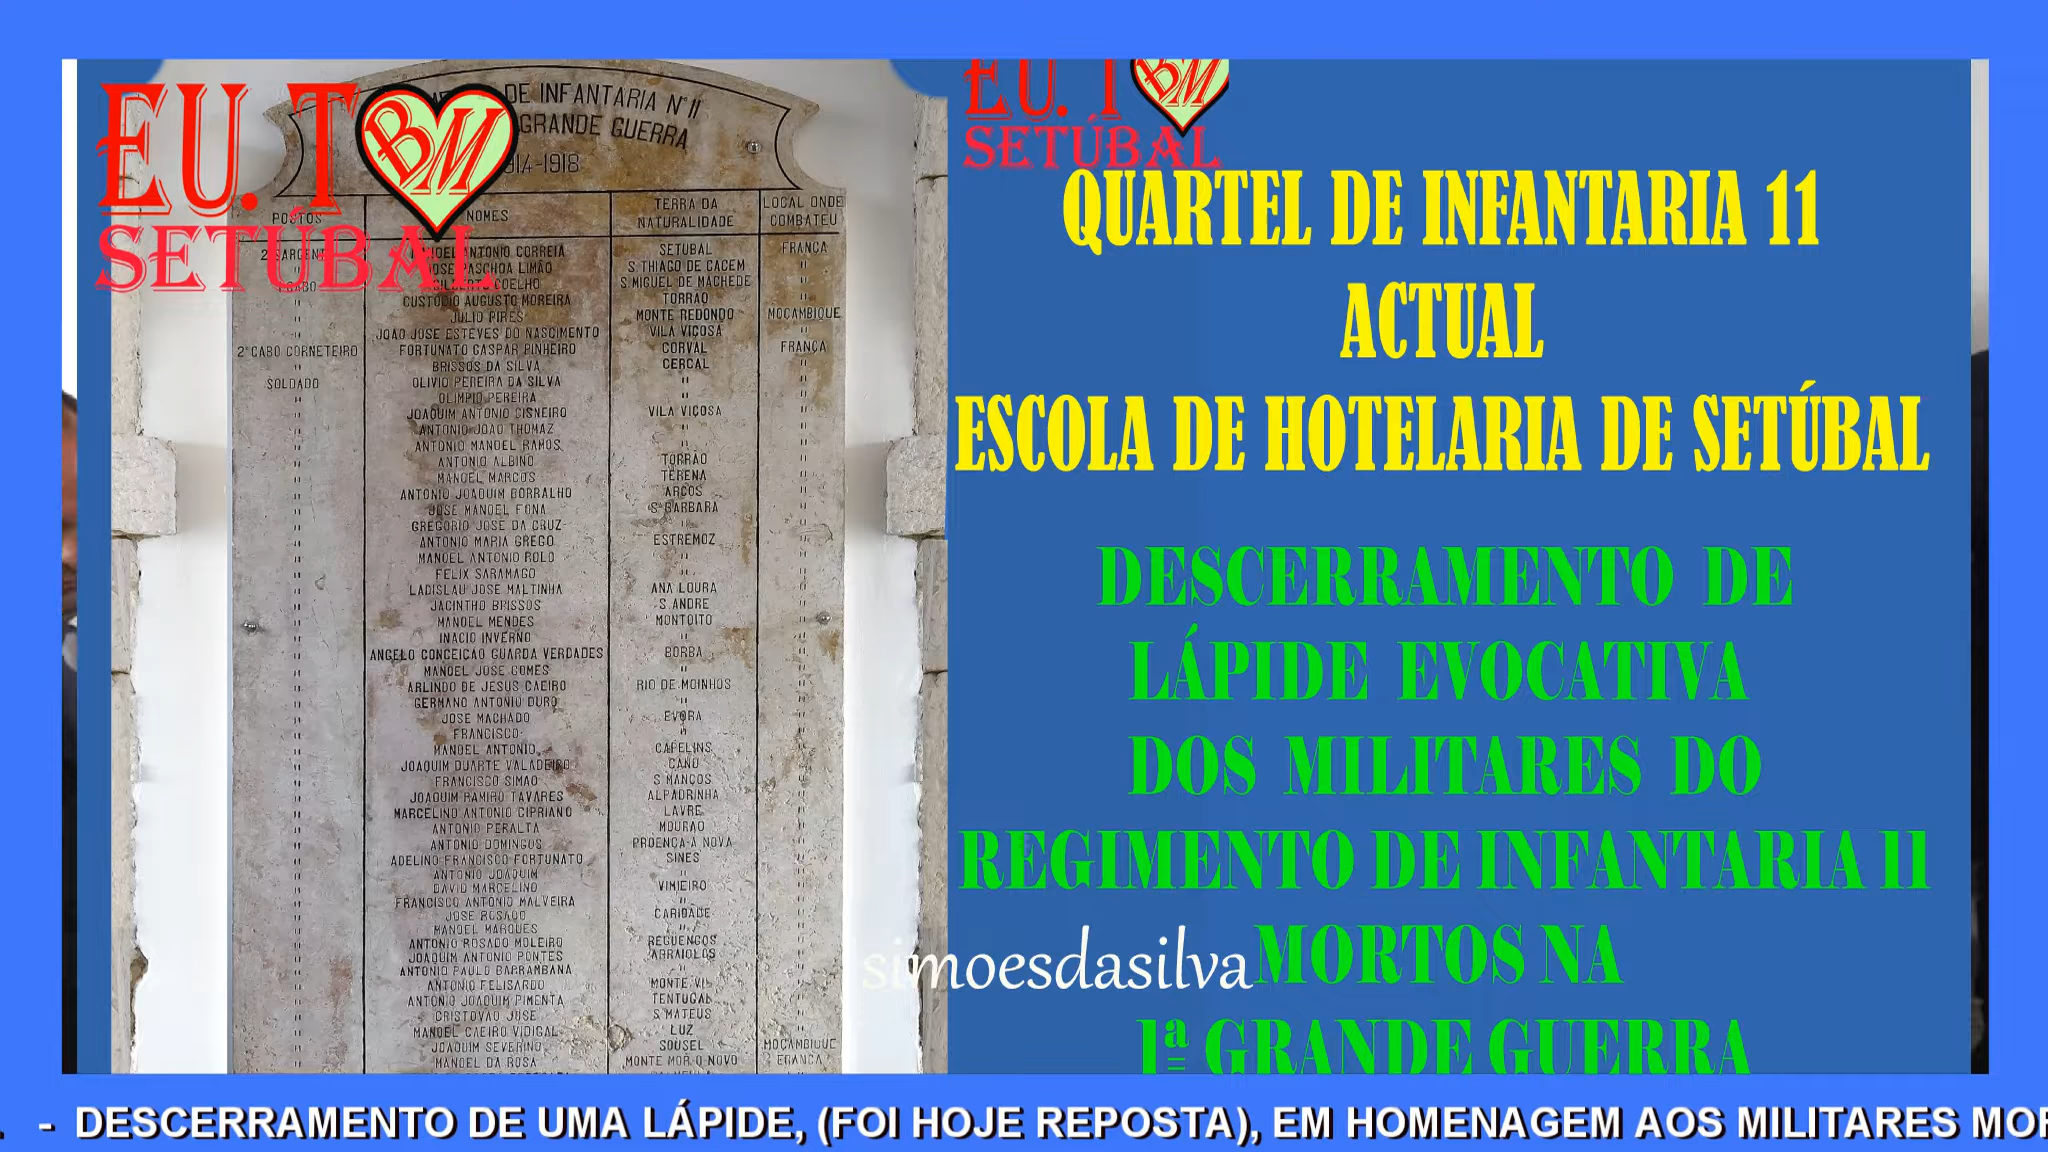 EU. T BM
SETÚBAL
DE INFANTARIA Nº 11
GRANDE GUERRA
1914-1918
POSTOS NOMES TERRA DA NATURALIDADE LOCAL ONDE COMBATEU
MANOEL ANTONIO CORREIA SETUBAL FRANÇA
JOSE PASCHOA LIMÃO S. THIAGO DE CACEM "
CABO GILBERTO COELHO S. MIGUEL DE MACHEDE "
" CUSTODIO AUGUSTO MOREIRA TORRÃO "
" JULIO PIRES MONTE REDONDO MOÇAMBIQUE
" JOAO JOSE ESTEVES DO NASCIMENTO VILA VIÇOSA "
2º CABO CORNETEIRO FORTUNATO GASPAR PINHEIRO CORVAL FRANÇA
" BRISSOS DA SILVA CERCAL "
SOLDADO OLIVIO PEREIRA DA SILVA " "
" OLIMPIO PEREIRA " "
" JOAQUIM ANTONIO CISNEIRO VILA VIÇOSA "
" ANTONIO JOAO THOMAZ " "
" ANTONIO MANOEL RAMOS " "
" ANTONIO ALBINO TORRÃO "
" MANOEL MARCOS TERENA "
" ANTONIO JOAQUIM BORRALHO ARCOS "
" JOSE MANOEL FONA Sᵀᴬ BARBARA "
" GREGORIO JOSE DA CRUZ " "
" ANTONIO MARIA GREGO ESTREMOZ "
" MANOEL ANTONIO ROLO " "
" FELIX SARAMAGO " "
" LADISLAU JOSE MALTINHA ANA LOURA "
" JACINTHO BRISSOS S. ANDRE "
" MANOEL MENDES MONTOITO "
" INACIO INVERNO " "
" ANGELO CONCEIÇÃO GUARDA VERDADES BORBA "
" MANOEL JOSE GOMES " "
" ARLINDO DE JESUS CAEIRO RIO DE MOINHOS "
" GERMANO ANTONIO DURO " "
" JOSE MACHADO EVORA "
" FRANCISCO " "
" MANOEL ANTONIO CAPELINS "
" JOAQUIM DUARTE VALADEIRO CANO "
" FRANCISCO SIMÃO S MANCOS "
" JOAQUIM RAMIRO TAVARES ALPADRINHA "
" MARCELINO ANTONIO CIPRIANO LAVRE "
" ANTONIO PERALTA MOURÃO "
" ANTONIO DOMINGOS PROENÇA-A NOVA "
" ADELINO FRANCISCO FORTUNATO SINES "
" ANTONIO JOAQUIM " "
" DAVID MARCELINO VIMIEIRO "
" FRANCISCO ANTONIO MALVEIRA " "
" JOSE ROSADO CARIDADE "
" MANOEL MARQUES " "
" ANTONIO ROSADO MOLEIRO REGUENGOS "
" JOAQUIM ANTONIO PONTES ARRAIOLOS "
" ANTONIO PAULO BARRAMBANA " "
" ANTONIO FELISARDO "
" ANTONIO JOAQUIM PIMENTA TENTUGAL "
" CRISTOVÃO JOSE S MATEUS "
" MANOEL CAEIRO VIDIGAL LUZ "
" JOAQUIM SEVERINO SOUSEL MOÇAMBIQUE
" MANOEL DA ROSA MONTE MOR O NOVO FRANÇA
EU. T BM
SETÚBAL
QUARTEL DE INFANTARIA 11
ACTUAL
ESCOLA DE HOTELARIA DE SETÚBAL
DESCERRAMENTO DE
LÁPIDE EVOCATIVA
DOS MILITARES DO
REGIMENTO DE INFANTARIA 11
MORTOS NA
1ª GRANDE GUERRA
simoesdasilva
. - DESCERRAMENTO DE UMA LÁPIDE, (FOI HOJE REPOSTA), EM HOMENAGEM AOS MILITARES MOR